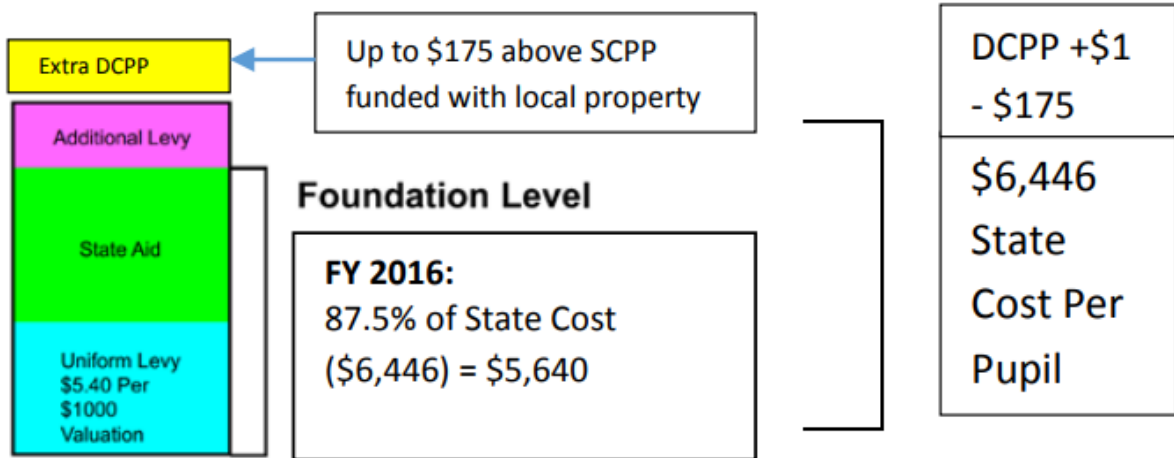 Extra DCPP
Up to $175 above SCPP
funded with local property
DCPP +$1
- $175
Additional Levy
State Aid
Uniform Levy
$5.40 Per
$1000
Valuation
Foundation Level
FY 2016:
87.5% of State Cost
($6,446) = $5,640
$6,446
State
Cost Per
Pupil